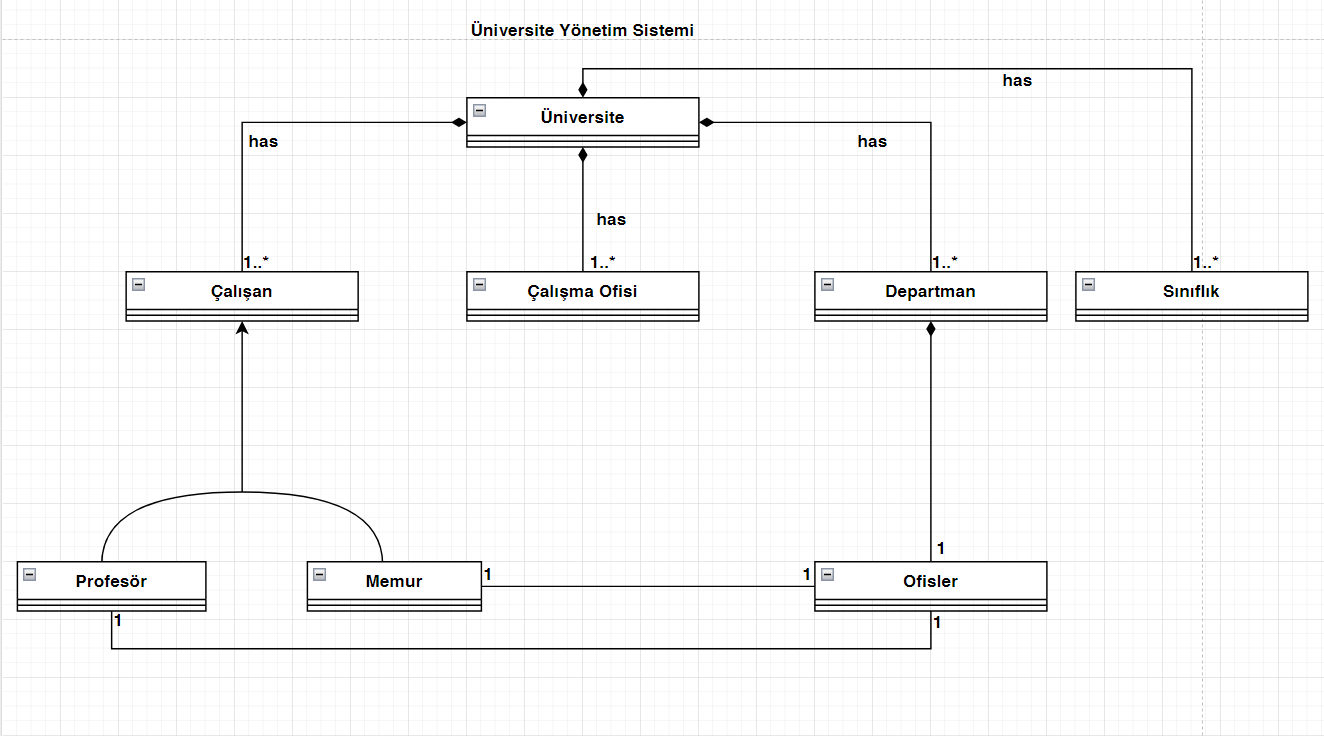 Üniversite Yönetim Sistemi
has
Üniversite
has
has
has
1..*
1..*
1..*
1..*
Çalışan
Çalışma Ofisi
Departman
Sınıflık
1
Profesör
Memur
1
1
Ofisler
1
1